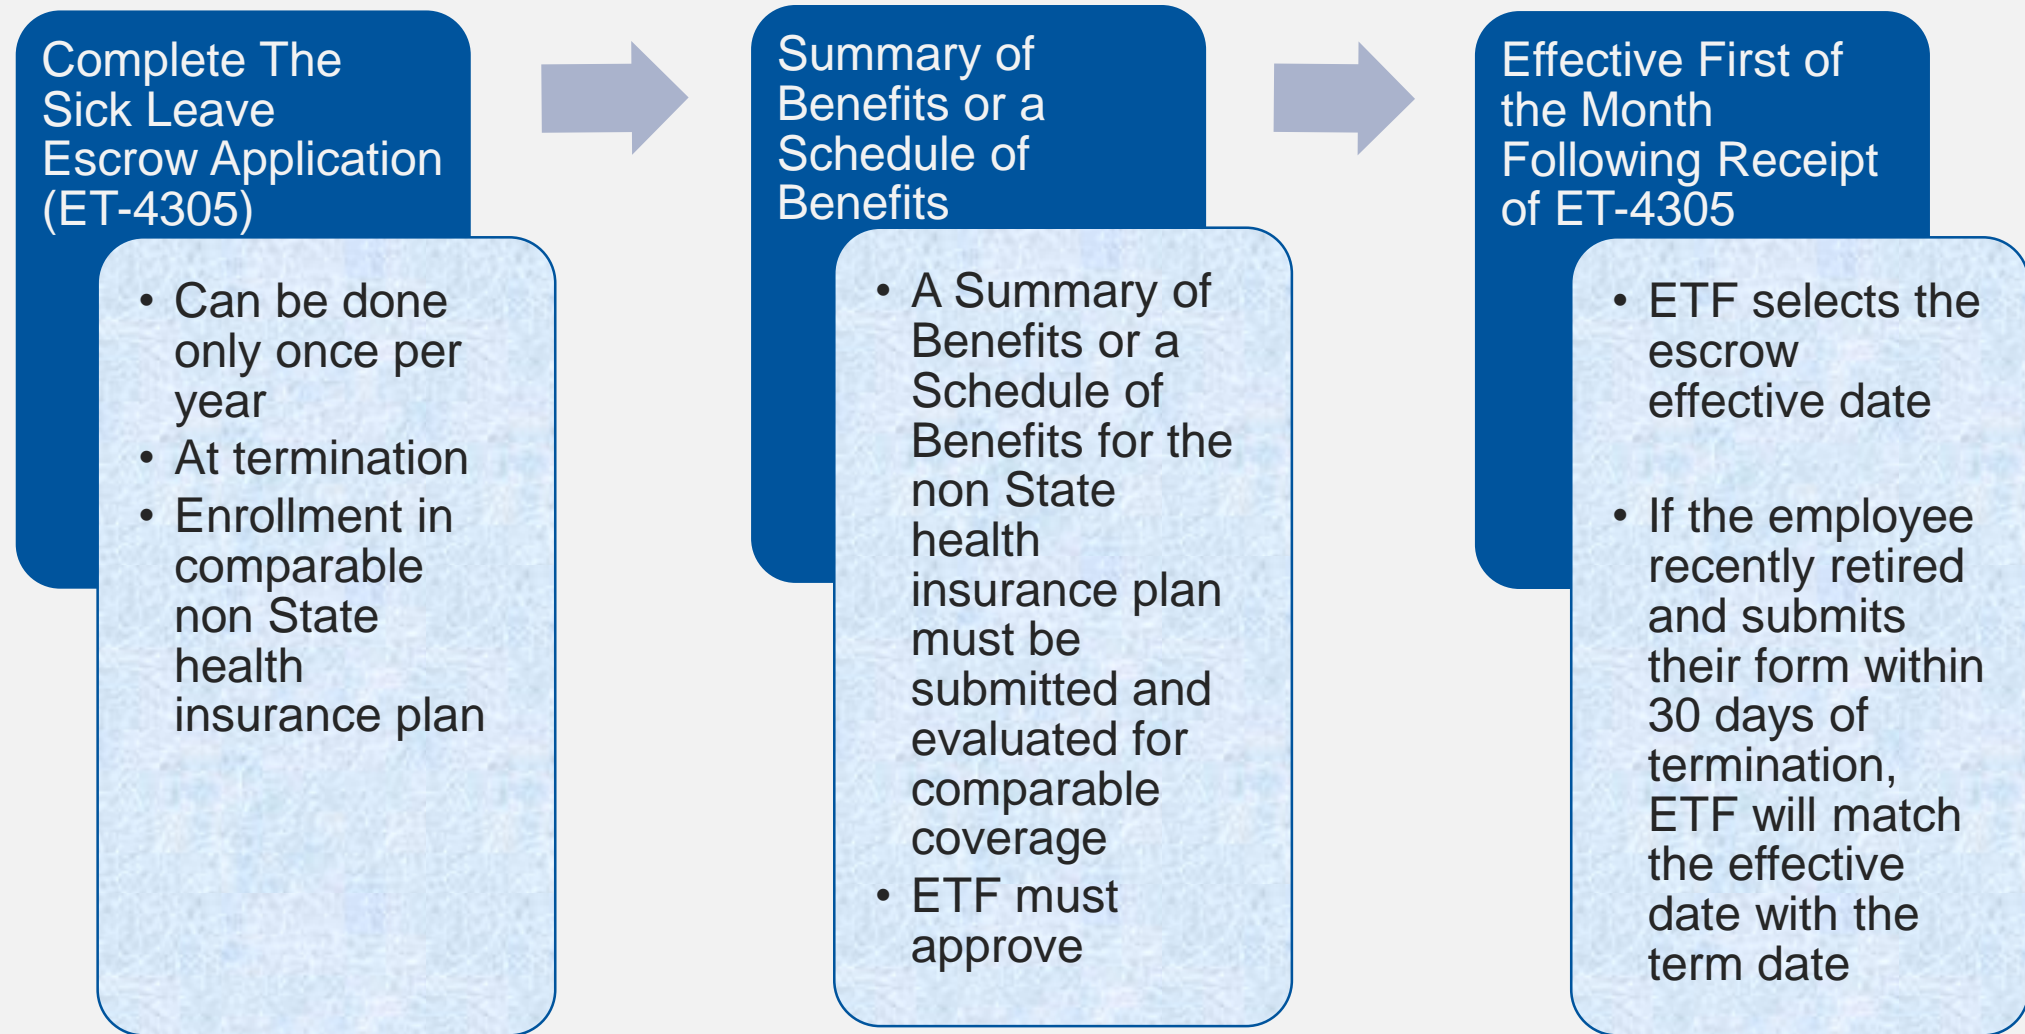 Complete The
Sick Leave
Escrow Application
(ET-4305)
• Can be done
only once per
year
• At termination
• Enrollment in
comparable
non State
health
insurance plan
Summary of
Benefits or a
Schedule of
Benefits
• A Summary of
Benefits or a
Schedule of
Benefits for the
non State
health
insurance plan
must be
submitted and
evaluated for
comparable
coverage
• ETF must
approve
Effective First of
the Month
Following Receipt
of ET-4305
• ETF selects the
escrow
effective date
• If the employee
recently retired
and submits
their form within
30 days of
termination,
ETF will match
the effective
date with the
term date